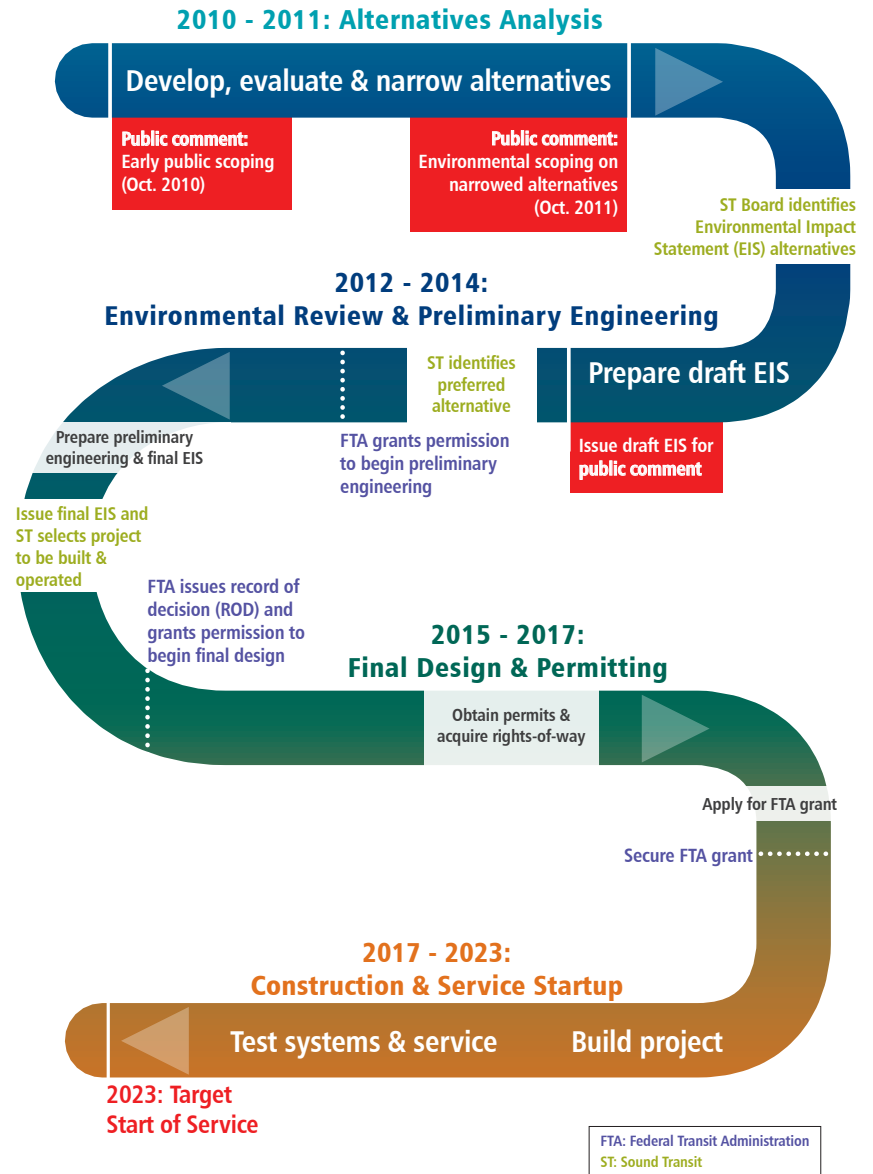 2010 - 2011: Alternatives Analysis
Develop, evaluate & narrow alternatives
Public comment:
Early public scoping
(Oct. 2010)
Public comment:
Environmental scoping on
narrowed alternatives
(Oct. 2011)
ST Board identifies
Environmental Impact
Statement (EIS) alternatives
2012 - 2014:
Environmental Review & Preliminary Engineering
Prepare draft EIS
Issue draft EIS for
public comment
ST identifies
preferred
alternative
FTA grants permission
to begin preliminary
engineering
Prepare preliminary
engineering & final EIS
Issue final EIS and
ST selects project
to be built &
operated
FTA issues record of
decision (ROD) and
grants permission to
begin final design
2015 - 2017:
Final Design & Permitting
Obtain permits &
acquire rights-of-way
Apply for FTA grant
Secure FTA grant
2017 - 2023:
Construction & Service Startup
Build project
Test systems & service
2023: Target
Start of Service
FTA: Federal Transit Administration
ST: Sound Transit